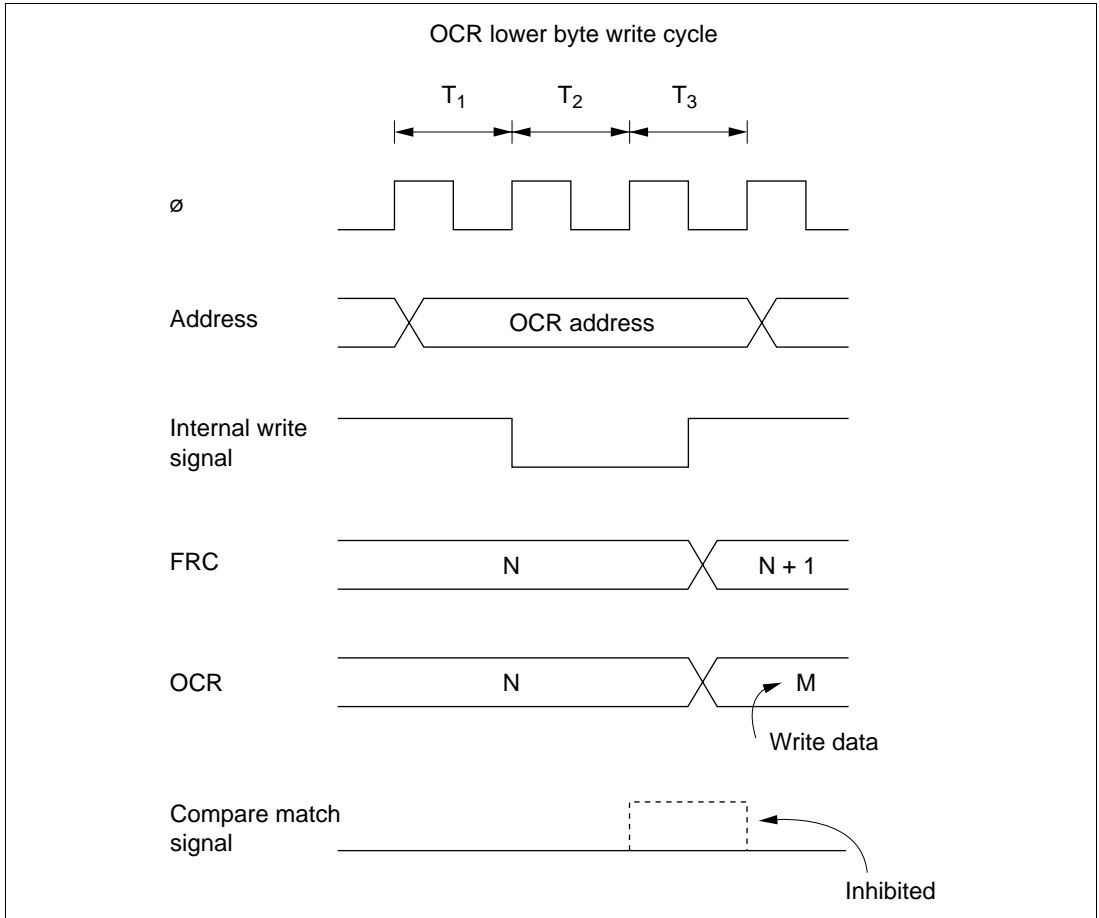 OCR lower byte write cycle
T₁ T₂ T₃
ø
Address
OCR address
Internal write
signal
FRC
N
N + 1
OCR
N
M
Write data
Compare match
signal
Inhibited